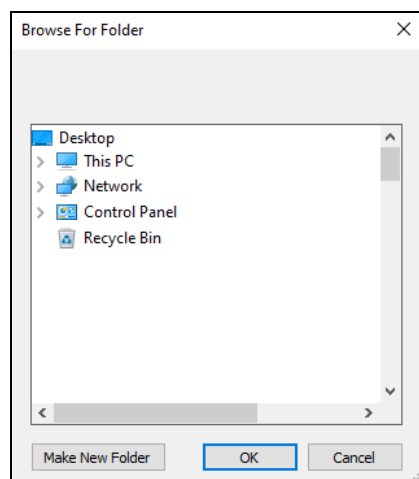 Browse For Folder
Desktop
This PC
Network
Control Panel
Recycle Bin
Make New Folder
OK
Cancel